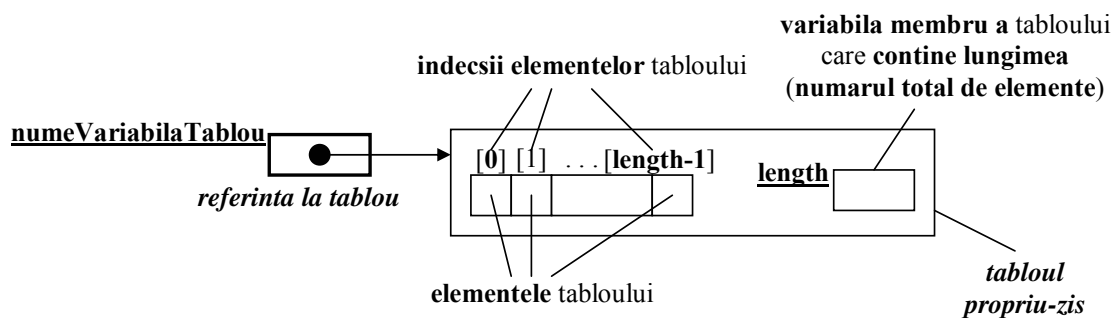 variabila membru a tabloului
care contine lungimea
(numarul total de elemente)
indecsii elementelor tabloului
numeVariabilaTablou
[0] [1] . . . [length-1]
length
referinta la tablou
elementele tabloului
tabloul
propriu-zis